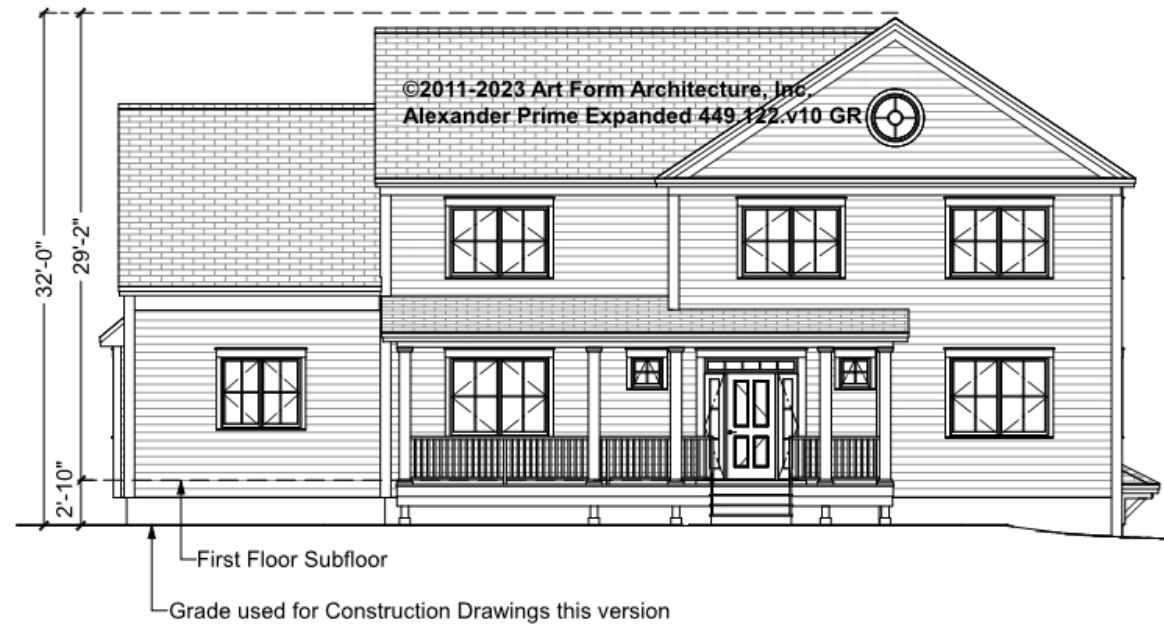 ©2011-2023 Art Form Architecture, Inc.
Alexander Prime Expanded 449.122.v10 GR
32'-0"
29'-2"
2'-10"
First Floor Subfloor
Grade used for Construction Drawings this version